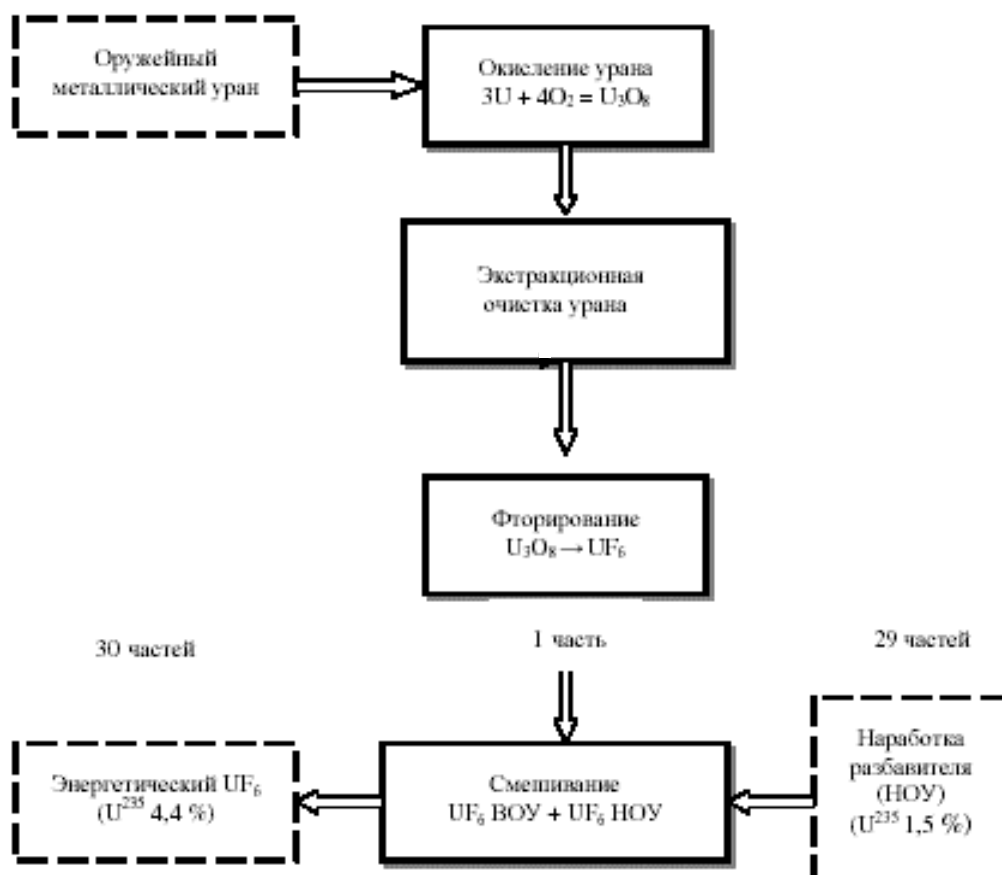 Оружейный
металлический уран
Окисление урана
3U + 4O₂ = U₃O₈
Экстракционная
очистка урана
Фторирование
U₃O₈ → UF₆
30 частей
1 часть
29 частей
Энергетический UF₆
(U²³⁵ 4,4 %)
Смешивание
UF₆ ВОУ + UF₆ НОУ
Наработка
разбавителя
(НОУ)
(U²³⁵ 1,5 %)